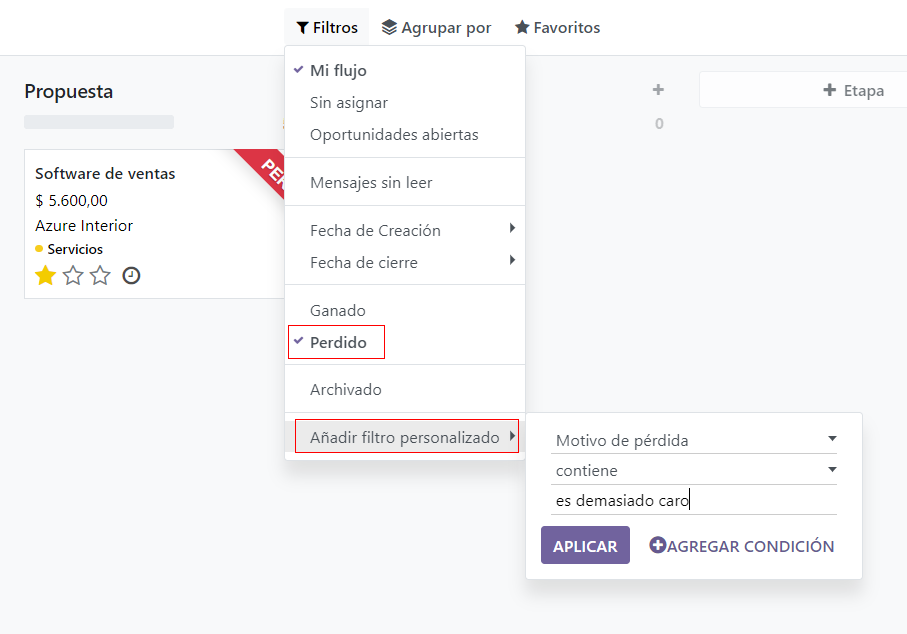 Filtros
Agrupar por
Favoritos
Propuesta
Etapa
0
Software de ventas
$ 5.600,00
Azure Interior
Servicios
Mi flujo
Sin asignar
Oportunidades abiertas
Mensajes sin leer
Fecha de Creación
Fecha de cierre
Ganado
Perdido
Archivado
Añadir filtro personalizado
Motivo de pérdida
contiene
es demasiado caro
APLICAR
AGREGAR CONDICIÓN